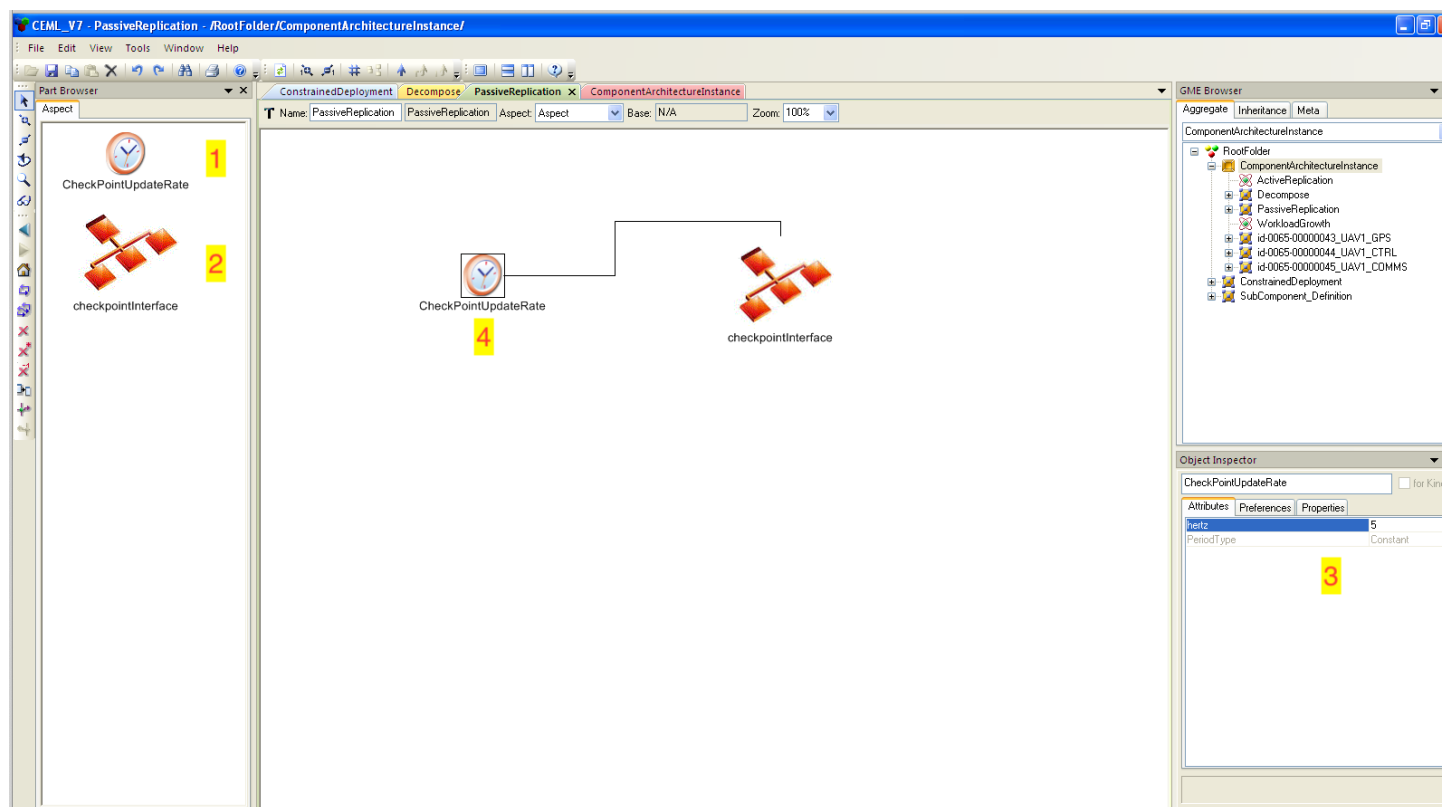 CEML_V7 - PassiveReplication - /RootFolder/ComponentArchitectureInstance/
File Edit View Tools Window Help
Part Browser
Aspect
1
CheckPointUpdateRate
2
checkpointInterface
ConstrainedDeployment Decompose PassiveReplication ComponentArchitectureInstance
Name: PassiveReplication PassiveReplication Aspect: Aspect Base: N/A Zoom: 100%
CheckPointUpdateRate
4
checkpointInterface
GME Browser
Aggregate Inheritance Meta
ComponentArchitectureInstance
RootFolder
ComponentArchitectureInstance
ActiveReplication
Decompose
PassiveReplication
WorkloadGrowth
id-0065-00000043_UAV1_GPS
id-0065-00000044_UAV1_CTRL
id-0065-00000045_UAV1_COMMS
ConstrainedDeployment
SubComponent_Definition
Object Inspector
CheckPointUpdateRate for Kin
Attributes Preferences Properties
hertz 5
PeriodType Constant
3